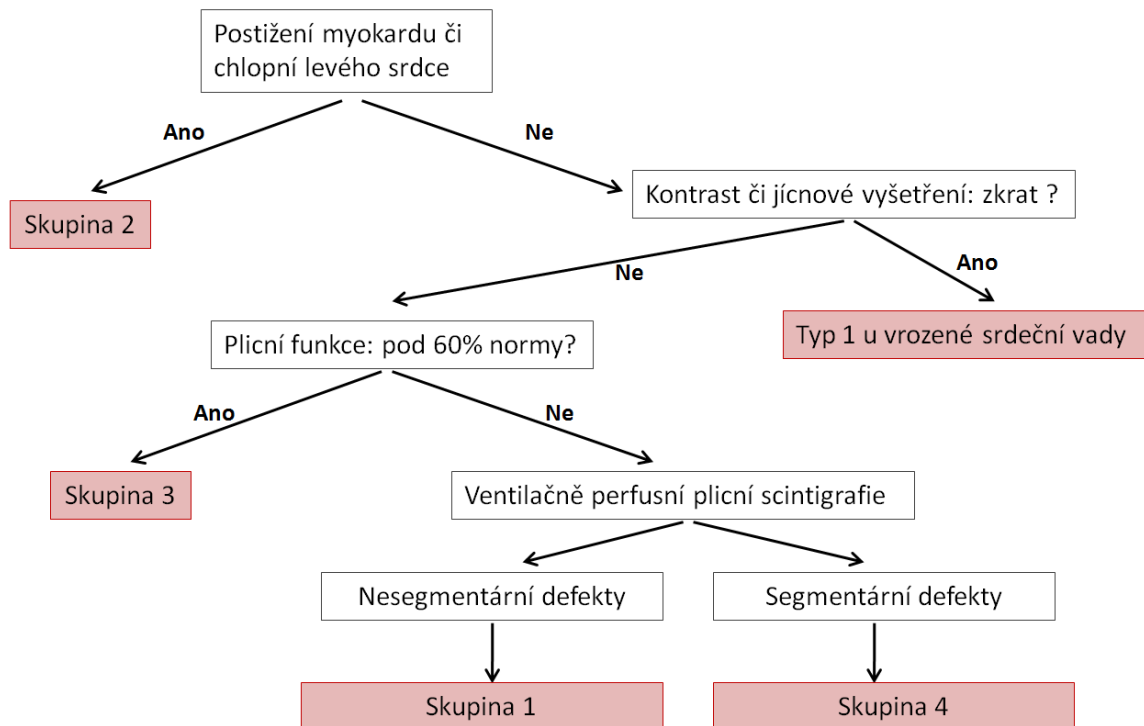 Postižení myokardu či
chlopní levého srdce
Ano
Ne
Skupina 2
Kontrast či jícnové vyšetření: zkrat ?
Ne
Ano
Plicní funkce: pod 60% normy?
Typ 1 u vrozené srdeční vady
Ano
Ne
Skupina 3
Ventilačně perfusní plicní scintigrafie
Nesegmentární defekty
Segmentární defekty
Skupina 1
Skupina 4